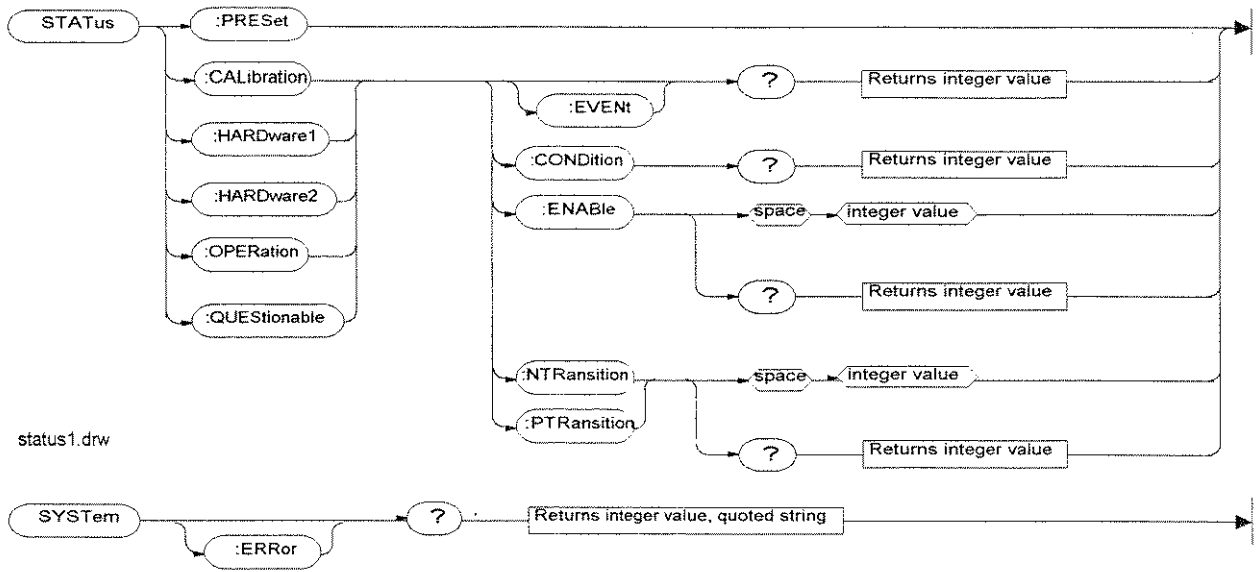 STATus
:PRESet
:CALibration
? Returns integer value
:EVENt
:HARDware1
:CONDition ? Returns integer value
:HARDware2
:ENABle space integer value
:OPERation
? Returns integer value
:QUEStionable
:NTRansition space integer value
:PTRansition
? Returns integer value
status1.drw
SYSTem ? Returns integer value, quoted string
:ERRor